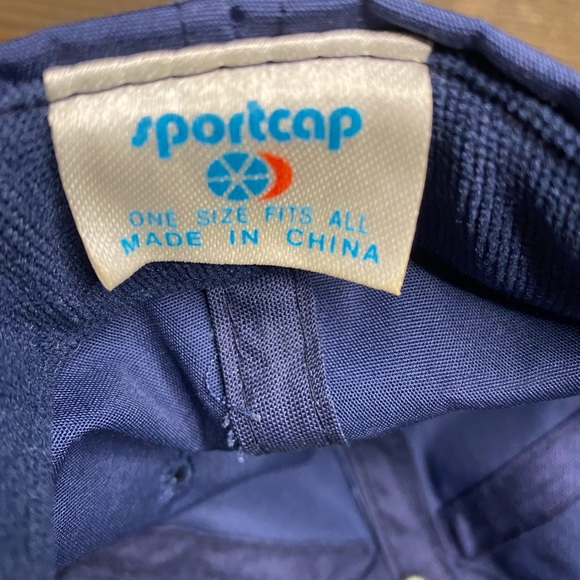 sportcap
ONE SIZE FITS ALL
MADE IN CHINA